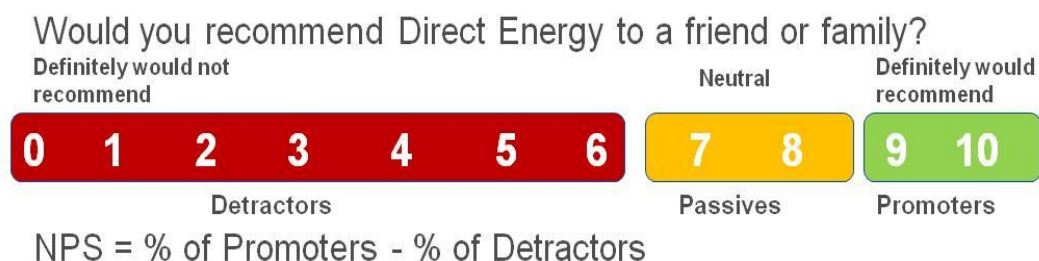 Would you recommend Direct Energy to a friend or family?
Definitely would not
recommend
Neutral
Definitely would
recommend
0 1 2 3 4 5 6 7 8 9 10
Detractors Passives Promoters
NPS = % of Promoters - % of Detractors